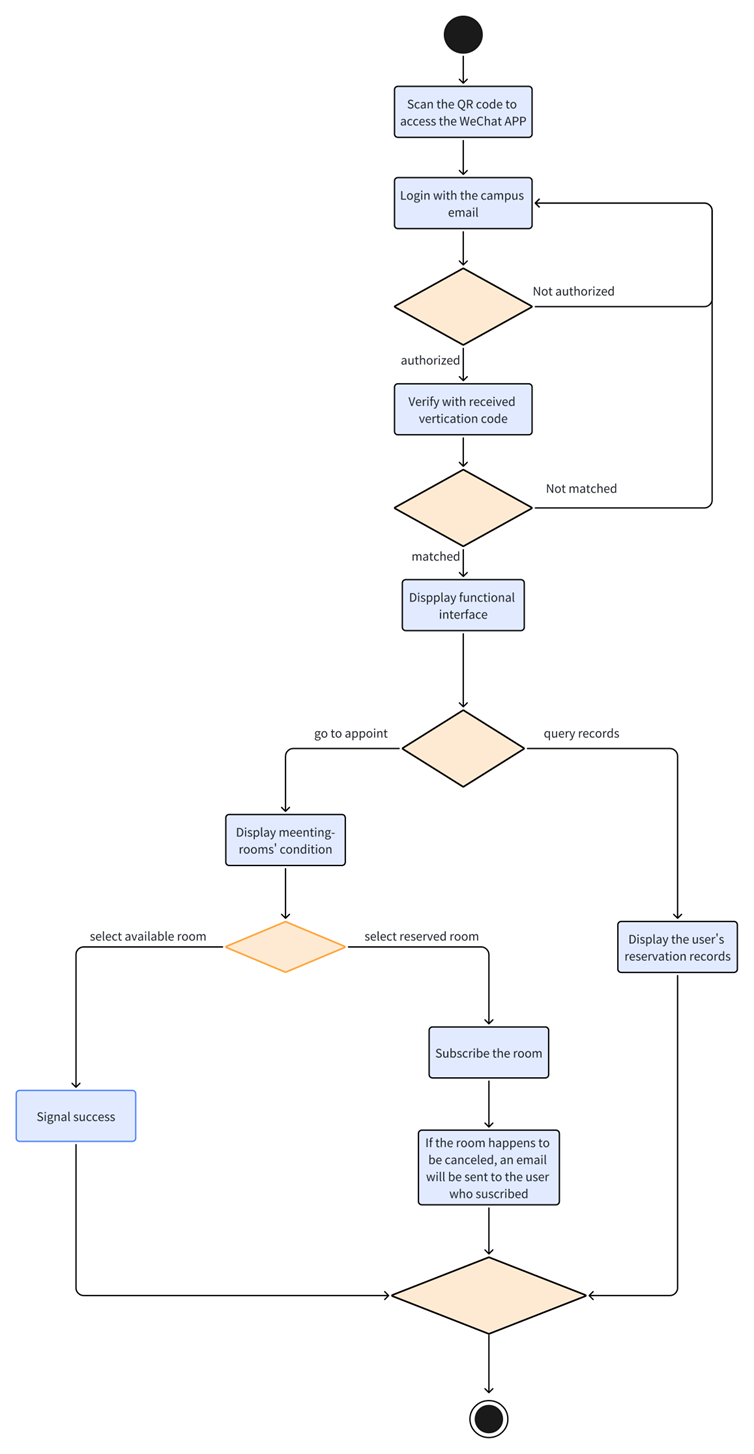 Scan the QR code to
access the WeChat APP
Login with the campus
email
Not authorized
authorized
Verify with received
vertication code
Not matched
matched
Dispplay functional
interface
go to appoint
query records
Display meenting-
rooms' condition
select available room
select reserved room
Display the user's
reservation records
Subscribe the room
Signal success
If the room happens to
be canceled, an email
will be sent to the user
who suscribed